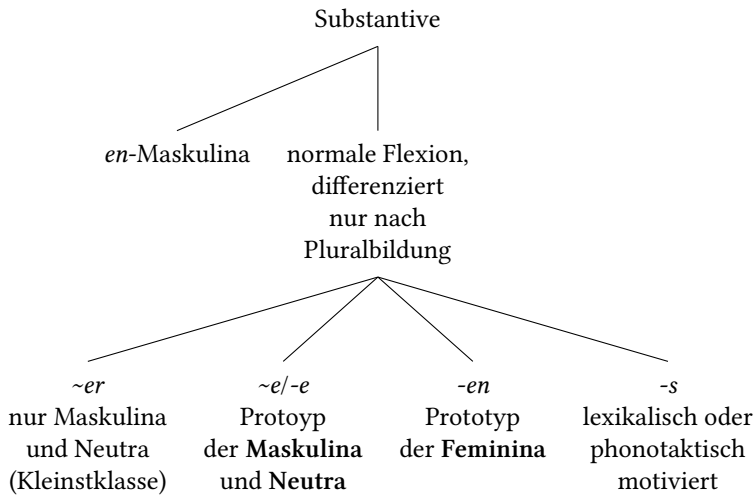 Substantive
en-Maskulina
normale Flexion,
differenziert
nur nach
Pluralbildung
~er
nur Maskulina
und Neutra
(Kleinstklasse)
~e/-e
Protoyp
der Maskulina
und Neutra
-en
Prototyp
der Feminina
-s
lexikalisch oder
phonotaktisch
motiviert